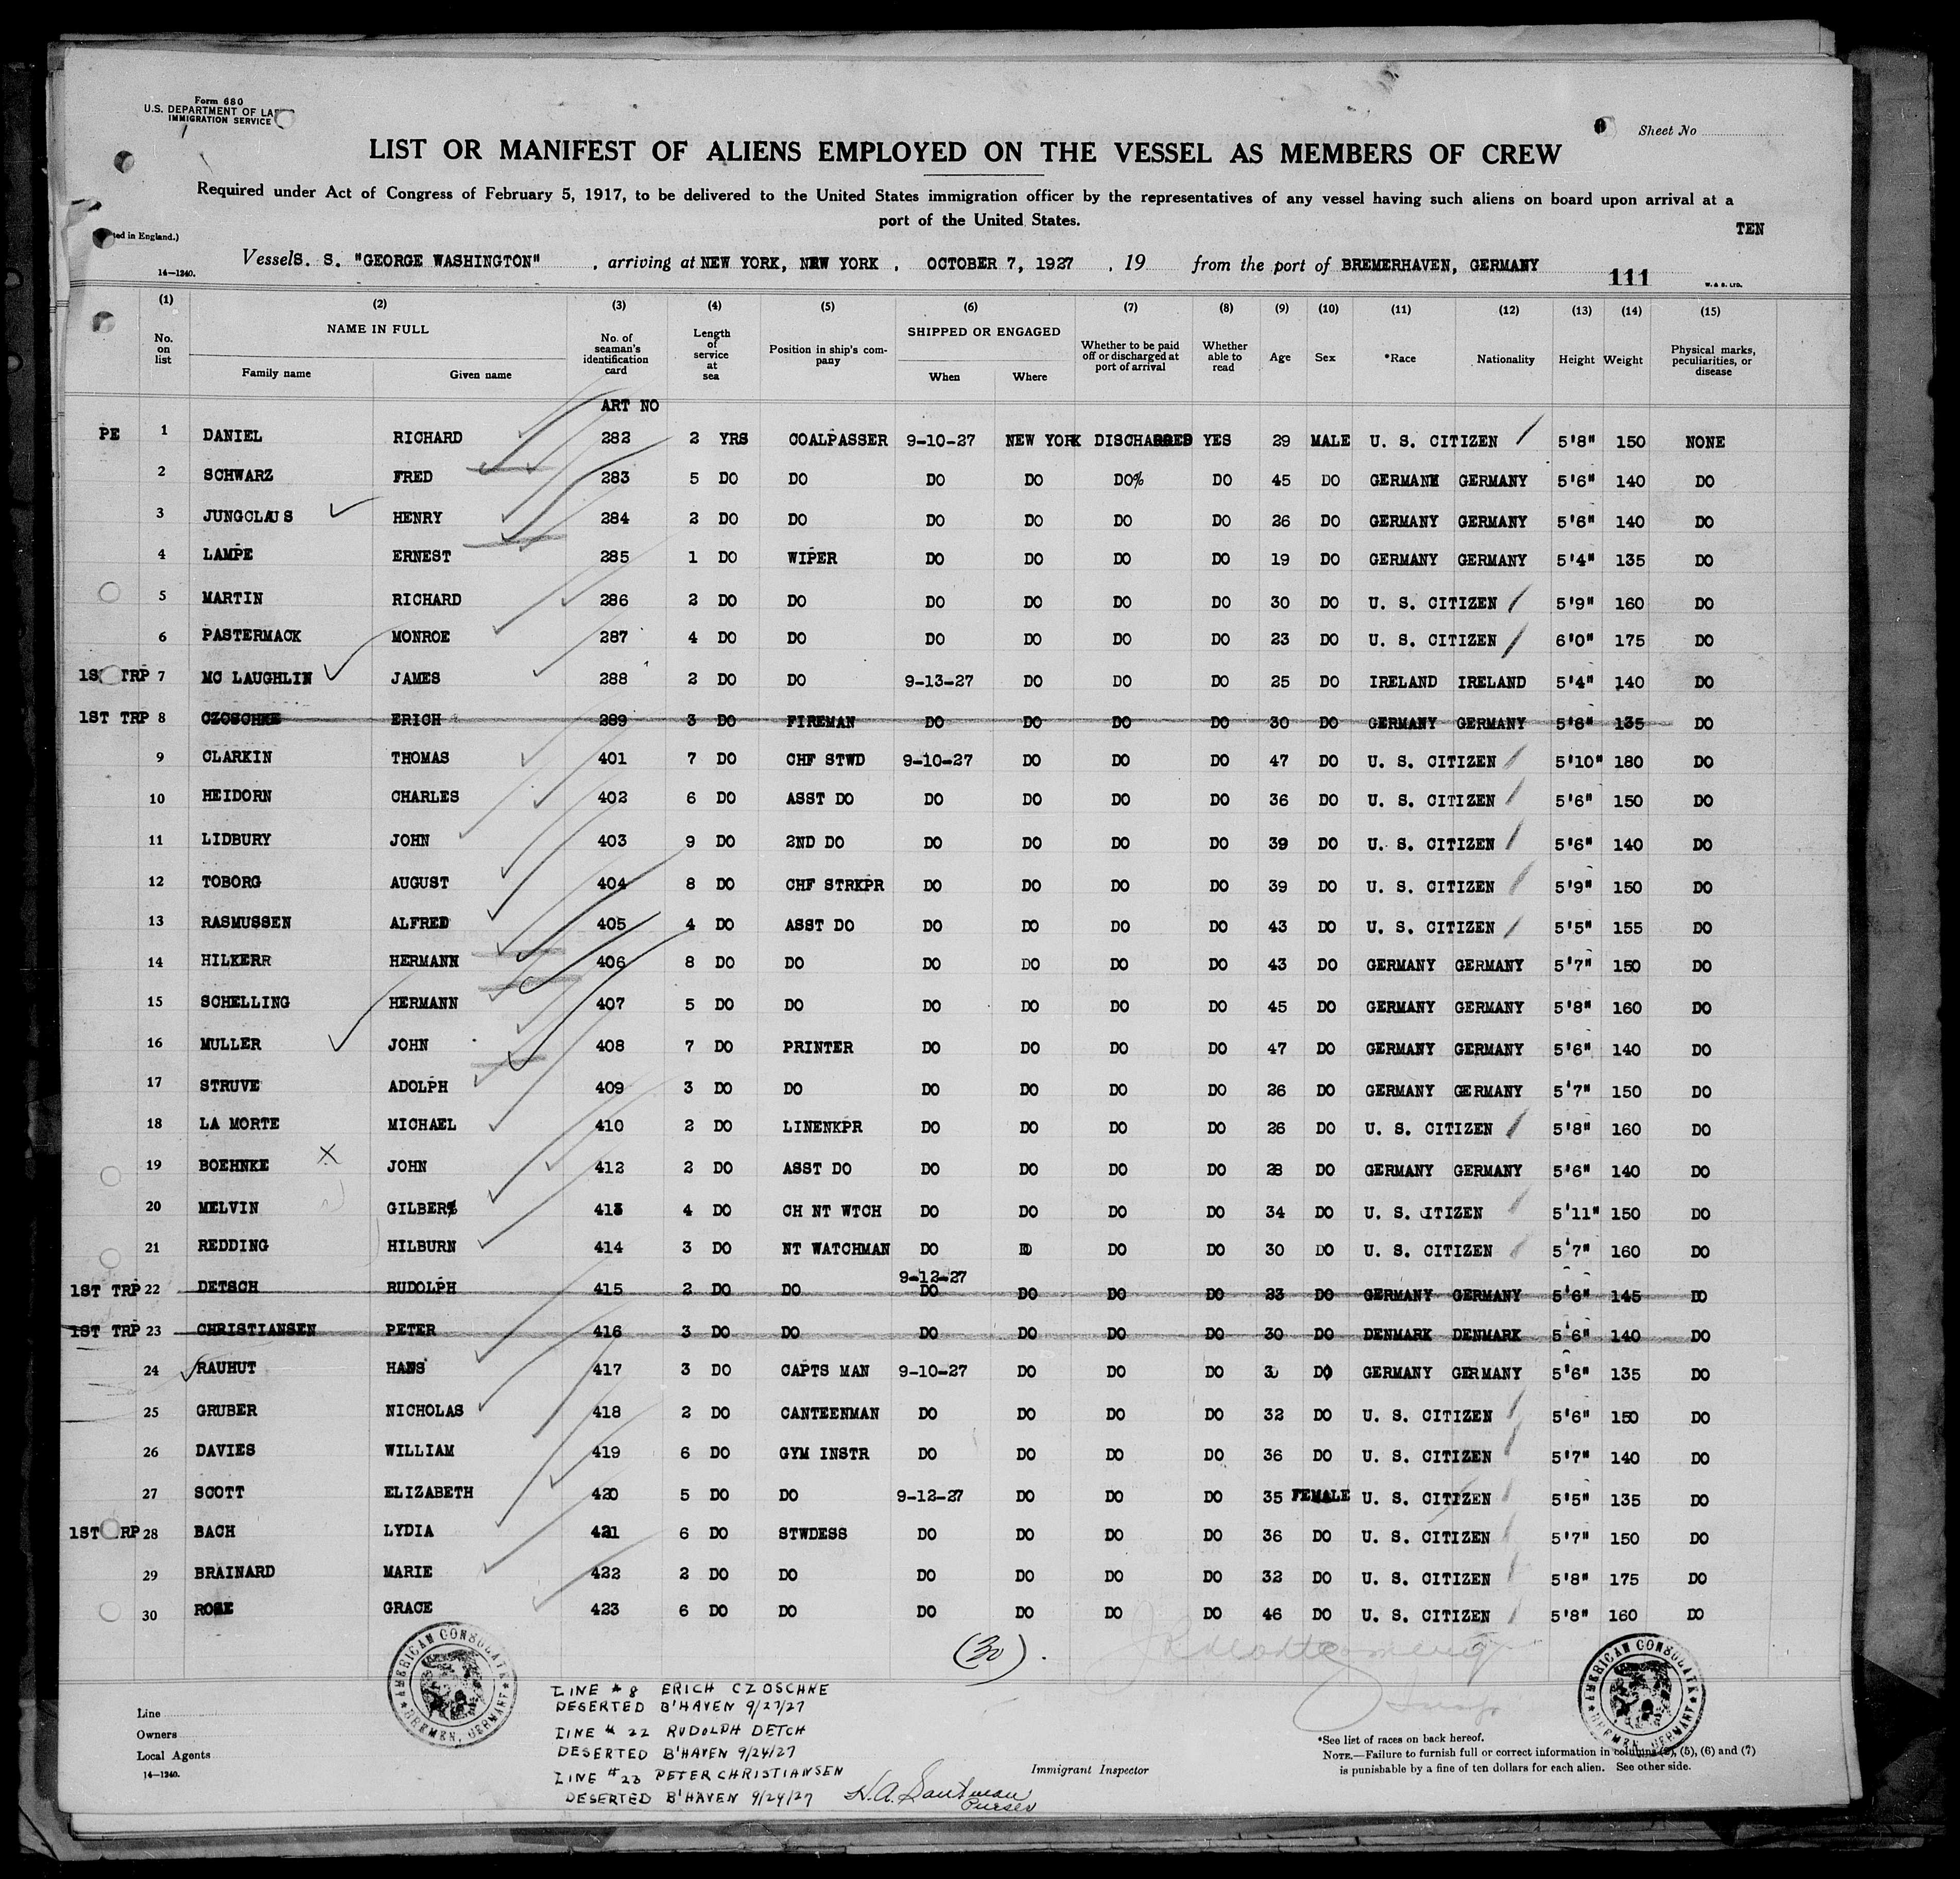 Form 680
U.S. DEPARTMENT OF
IMMIGRATION SERVICE
Sheet No
LIST OR MANIFEST OF ALIENS EMPLOYED ON THE VESSEL AS MEMBERS OF CREW
Required under Act of Congress of February 5, 1917, to be delivered to the United States immigration officer by the representatives of any vessel having such aliens on board upon arrival at a
port of the United States.
TEN
in England.)
Vessel S. S. "GEORGE WASHINGTON" , arriving at NEW YORK, NEW YORK , OCTOBER 7, 1927 , 19 from the port of BREMERHAVEN, GERMANY
14—1240.
111
W. & S. LTD.
(1) (2) (3) (4) (5) (6) (7) (8) (9) (10) (11) (12) (13) (14) (15)
No. on list NAME IN FULL Family name Given name No. of seaman's identification card Length of service at sea Position in ship's company SHIPPED OR ENGAGED When Where Whether to be paid off or discharged at port of arrival Whether able to read Age Sex *Race Nationality Height Weight Physical marks, peculiarities, or disease
ART NO
PE 1 DANIEL RICHARD 282 2 YRS COALPASSER 9-10-27 NEW YORK DISCHARGED YES 29 MALE U. S. CITIZEN 5'8" 150 NONE
2 SCHWARZ FRED 283 5 DO DO DO DO DO% DO 45 DO GERMANY GERMANY 5'6" 140 DO
3 JUNGCLAUS HENRY 284 2 DO DO DO DO DO DO 26 DO GERMANY GERMANY 5'6" 140 DO
4 LAMPE ERNEST 285 1 DO WIPER DO DO DO DO 19 DO GERMANY GERMANY 5'4" 135 DO
5 MARTIN RICHARD 286 2 DO DO DO DO DO DO 30 DO U. S. CITIZEN 5'9" 160 DO
6 PASTERMACK MONROE 287 4 DO DO DO DO DO DO 23 DO U. S. CITIZEN 6'0" 175 DO
1S TRP 7 MC LAUGHLIN JAMES 288 2 DO DO 9-13-27 DO DO DO 25 DO IRELAND IRELAND 5'4" 140 DO
1ST TRP 8 CZOSCHKE ERICH 289 3 DO FIREMAN DO DO DO DO 30 DO GERMANY GERMANY 5'6" 135 DO
9 CLARKIN THOMAS 401 7 DO CHF STWD 9-10-27 DO DO DO 47 DO U. S. CITIZEN 5'10" 180 DO
10 HEIDORN CHARLES 402 6 DO ASST DO DO DO DO DO 36 DO U. S. CITIZEN 5'6" 150 DO
11 LIDBURY JOHN 403 9 DO 2ND DO DO DO DO DO 39 DO U. S. CITIZEN 5'6" 140 DO
12 TOBORG AUGUST 404 8 DO CHF STRKPR DO DO DO DO 39 DO U. S. CITIZEN 5'9" 150 DO
13 RASMUSSEN ALFRED 405 4 DO ASST DO DO DO DO DO 43 DO U. S. CITIZEN 5'5" 155 DO
14 HILKERR HERMANN 406 8 DO DO DO DO DO DO 43 DO GERMANY GERMANY 5'7" 150 DO
15 SCHELLING HERMANN 407 5 DO DO DO DO DO DO 45 DO GERMANY GERMANY 5'8" 160 DO
16 MULLER JOHN 408 7 DO PRINTER DO DO DO DO 47 DO GERMANY GERMANY 5'6" 140 DO
17 STRUVE ADOLPH 409 3 DO DO DO DO DO DO 26 DO GERMANY GERMANY 5'7" 150 DO
18 LA MORTE MICHAEL 410 2 DO LINENKPR DO DO DO DO 26 DO U. S. CITIZEN 5'8" 160 DO
19 BOEHNKE X JOHN 412 2 DO ASST DO DO DO DO DO 28 DO GERMANY GERMANY 5'6" 140 DO
20 MELVIN GILBERT 413 4 DO CH NT WTCH DO DO DO DO 34 DO U. S. CITIZEN 5'11" 150 DO
21 REDDING HILBURN 414 3 DO NT WATCHMAN DO DO DO DO 30 DO U. S. CITIZEN 5'7" 160 DO
1ST TRP 22 DETSCH RUDOLPH 415 2 DO DO 9-12-27 DO DO DO DO 23 DO GERMANY GERMANY 5'6" 145 DO
1ST TRP 23 CHRISTIANSEN PETER 416 3 DO DO DO DO DO DO 30 DO DENMARK DENMARK 5'6" 140 DO
24 RAUHUT HANS 417 3 DO CAPTS MAN 9-10-27 DO DO DO 30 DO GERMANY GERMANY 5'6" 135 DO
25 GRUBER NICHOLAS 418 2 DO CANTEENMAN DO DO DO DO 32 DO U. S. CITIZEN 5'6" 150 DO
26 DAVIES WILLIAM 419 6 DO GYM INSTR DO DO DO DO 36 DO U. S. CITIZEN 5'7" 140 DO
27 SCOTT ELIZABETH 420 5 DO DO 9-12-27 DO DO DO 35 FEMALE U. S. CITIZEN 5'5" 135 DO
1ST RP 28 BACH LYDIA 421 6 DO STWDESS DO DO DO DO 36 DO U. S. CITIZEN 5'7" 150 DO
29 BRAINARD MARIE 422 2 DO DO DO DO DO DO 32 DO U. S. CITIZEN 5'8" 175 DO
30 ROSE GRACE 423 6 DO DO DO DO DO DO 46 DO U. S. CITIZEN 5'8" 160 DO
(30).
AMERICAN CONSULATE BREMEN, GERMANY
AMERICAN CONSULATE BREMEN, GERMANY
LINE # 8 ERICH CZOSCHNE
DESERTED B'HAVEN 9/27/27
LINE # 22 RUDOLPH DETCH
DESERTED B'HAVEN 9/24/27
LINE # 23 PETER CHRISTIANSEN
DESERTED B'HAVEN 9/24/27
Purser
Line
Owners
Local Agents
14—1240.
Immigrant Inspector
*See list of races on back hereof.
NOTE.—Failure to furnish full or correct information in columns (2), (5), (6) and (7)
is punishable by a fine of ten dollars for each alien. See other side.